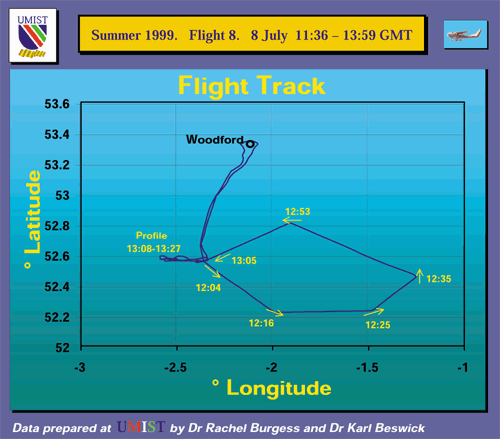 UMIST
Summer 1999. Flight 8. 8 July 11:36 – 13:59 GMT
Flight Track
53.6
53.4
53.2
53
52.8
52.6
52.4
52.2
52
° Latitude
Woodford
12:53
Profile
13:08-13:27
13:05
12:04
12:35
12:16
12:25
-3
-2.5
-2
-1.5
-1
° Longitude
Data prepared at UMIST by Dr Rachel Burgess and Dr Karl Beswick